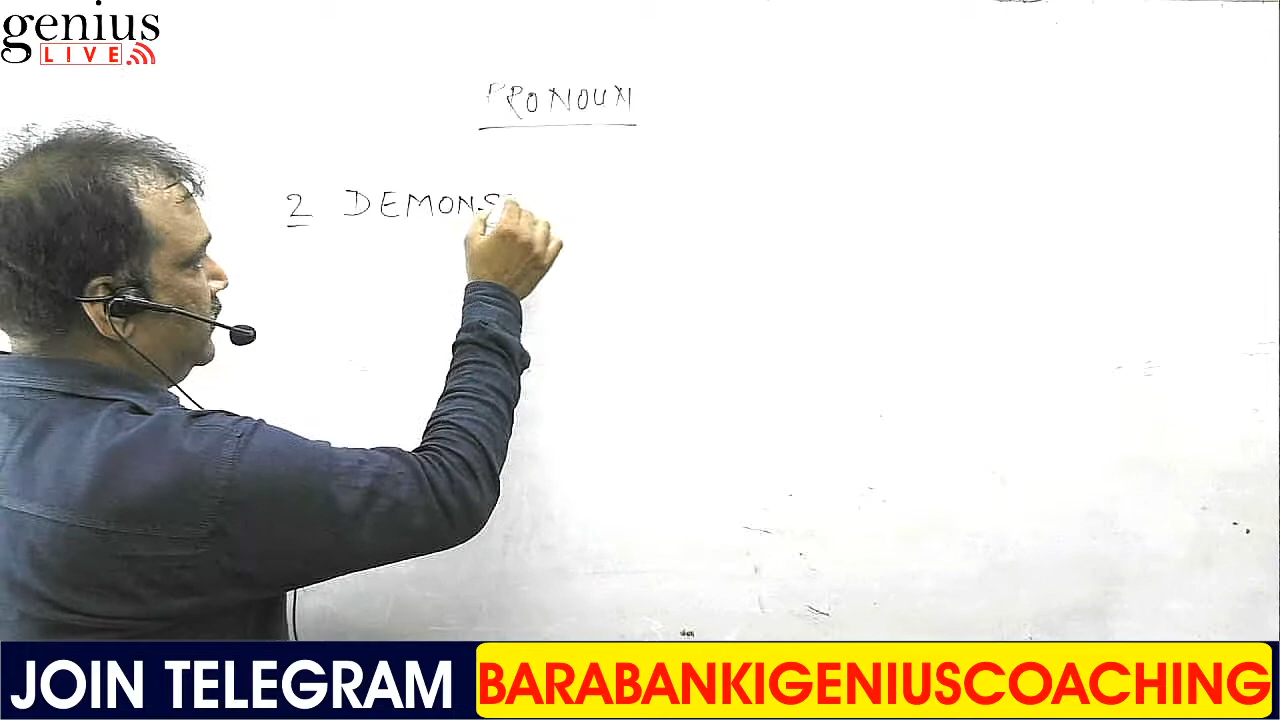 genius
LIVE
PRONOUN
2 DEMONS
JOIN TELEGRAM BARABANKIGENIUSCOACHING